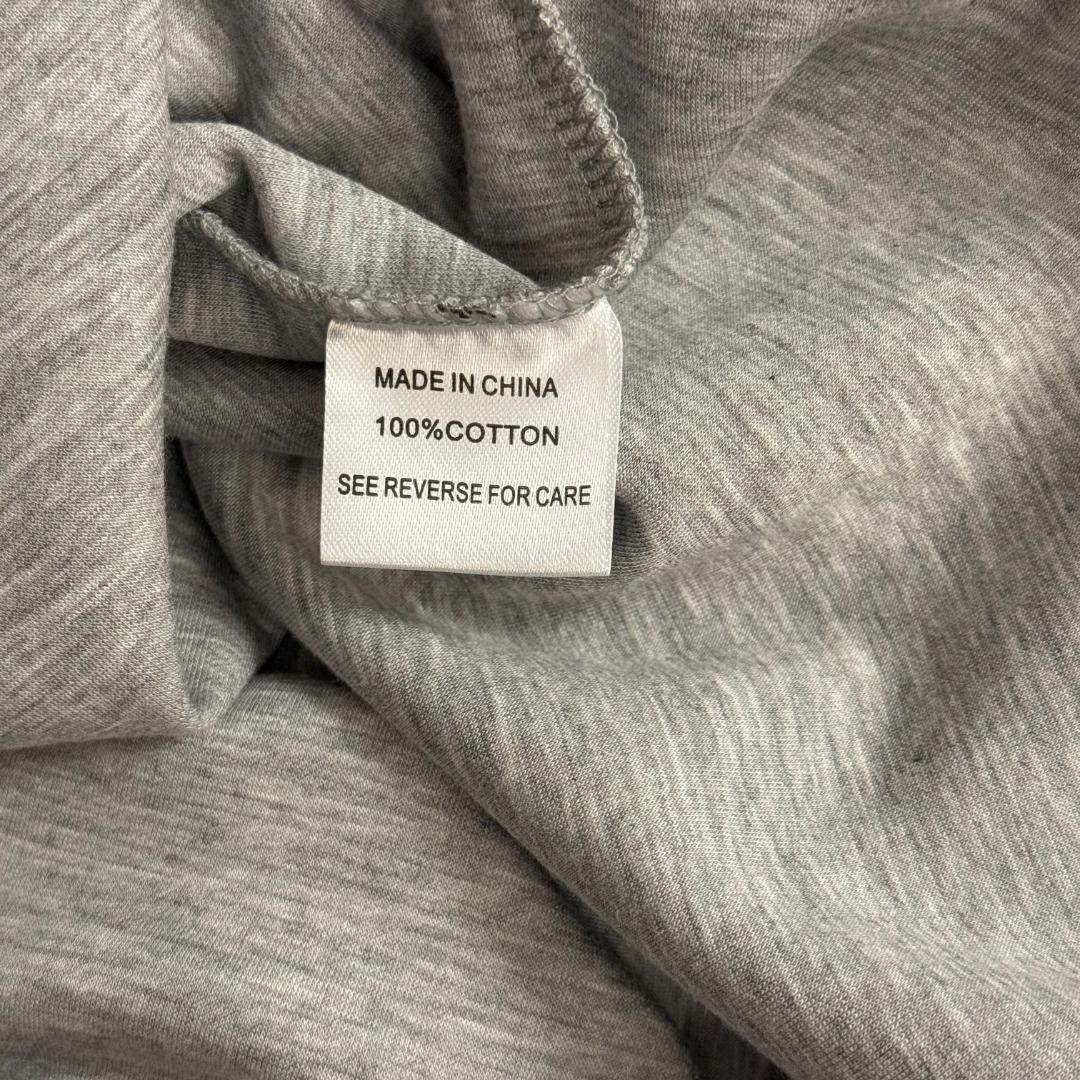 MADE IN CHINA
100%COTTON
SEE REVERSE FOR CARE